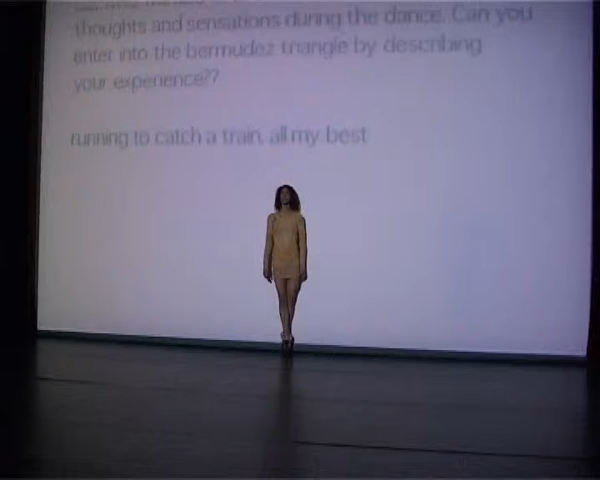 thoughts and sensations during the dance. Can you
enter into the bermudez triangle by describing
your experience??
running to catch a train, all my best